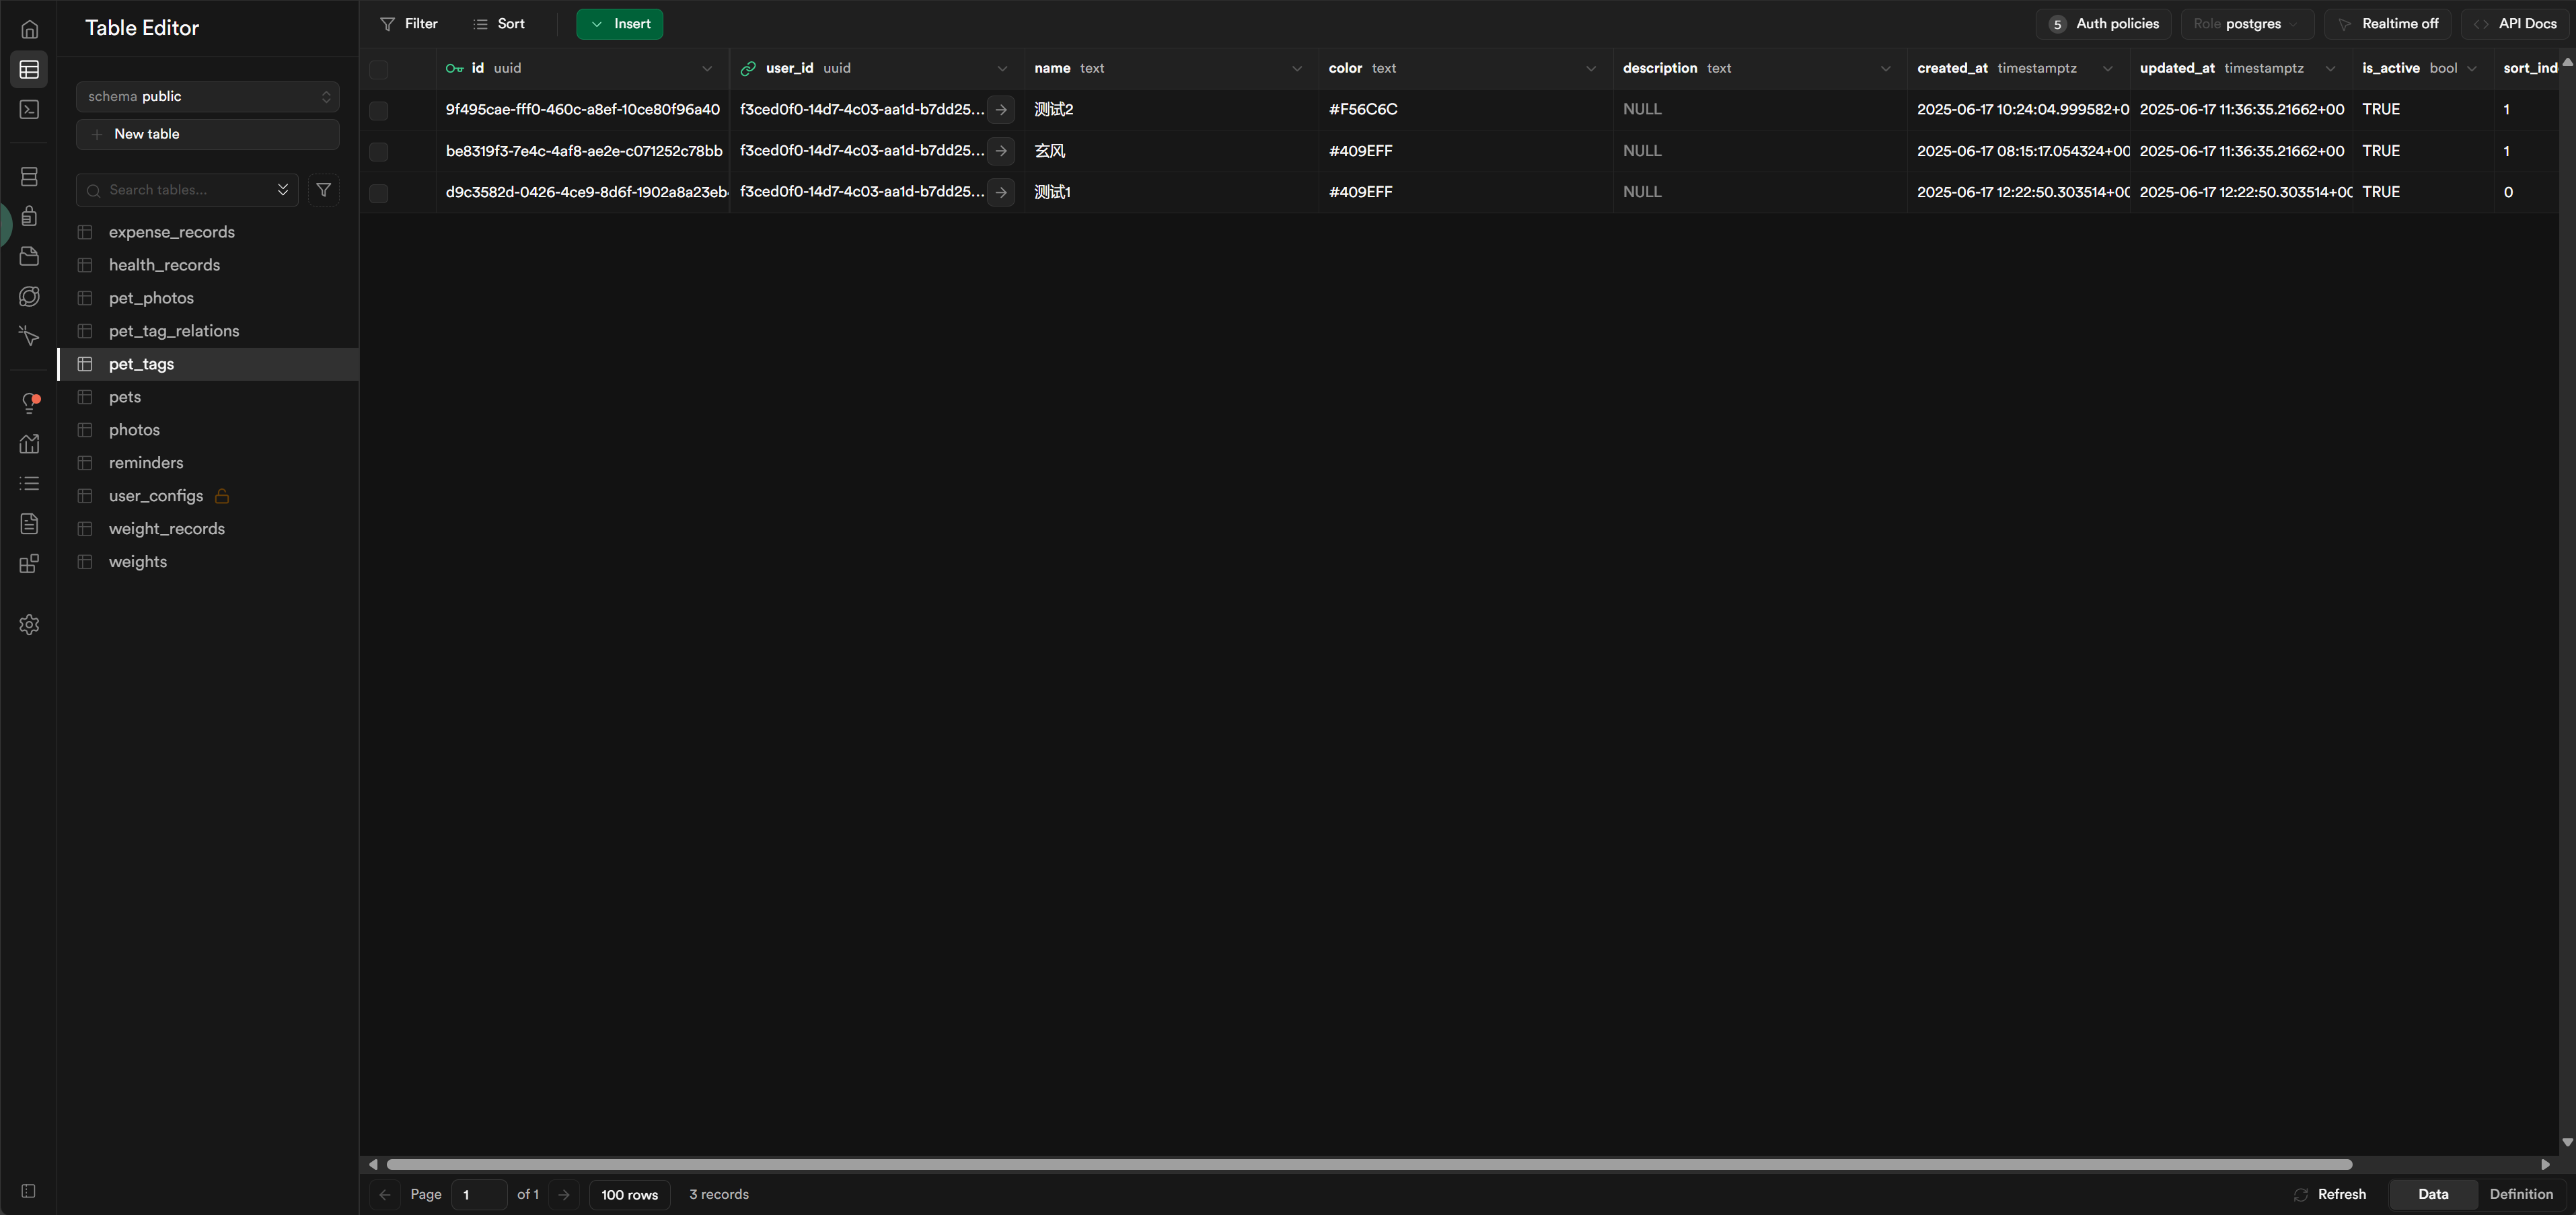 Table Editor
schema public
New table
Search tables...
expense_records
health_records
pet_photos
pet_tag_relations
pet_tags
pets
photos
reminders
user_configs
weight_records
weights
Filter Sort Insert 5 Auth policies Role postgres Realtime off API Docs
id uuid user_id uuid name text color text description text created_at timestamptz updated_at timestamptz is_active bool sort_ind
9f495cae-fff0-460c-a8ef-10ce80f96a40 f3ced0f0-14d7-4c03-aa1d-b7dd25... 测试2 #F56C6C NULL 2025-06-17 10:24:04.999582+0 2025-06-17 11:36:35.21662+00 TRUE 1
be8319f3-7e4c-4af8-ae2e-c071252c78bb f3ced0f0-14d7-4c03-aa1d-b7dd25... 玄风 #409EFF NULL 2025-06-17 08:15:17.054324+00 2025-06-17 11:36:35.21662+00 TRUE 1
d9c3582d-0426-4ce9-8d6f-1902a8a23eb f3ced0f0-14d7-4c03-aa1d-b7dd25... 测试1 #409EFF NULL 2025-06-17 12:22:50.303514+00 2025-06-17 12:22:50.303514+00 TRUE 0
Page 1 of 1 100 rows 3 records Refresh Data Definition